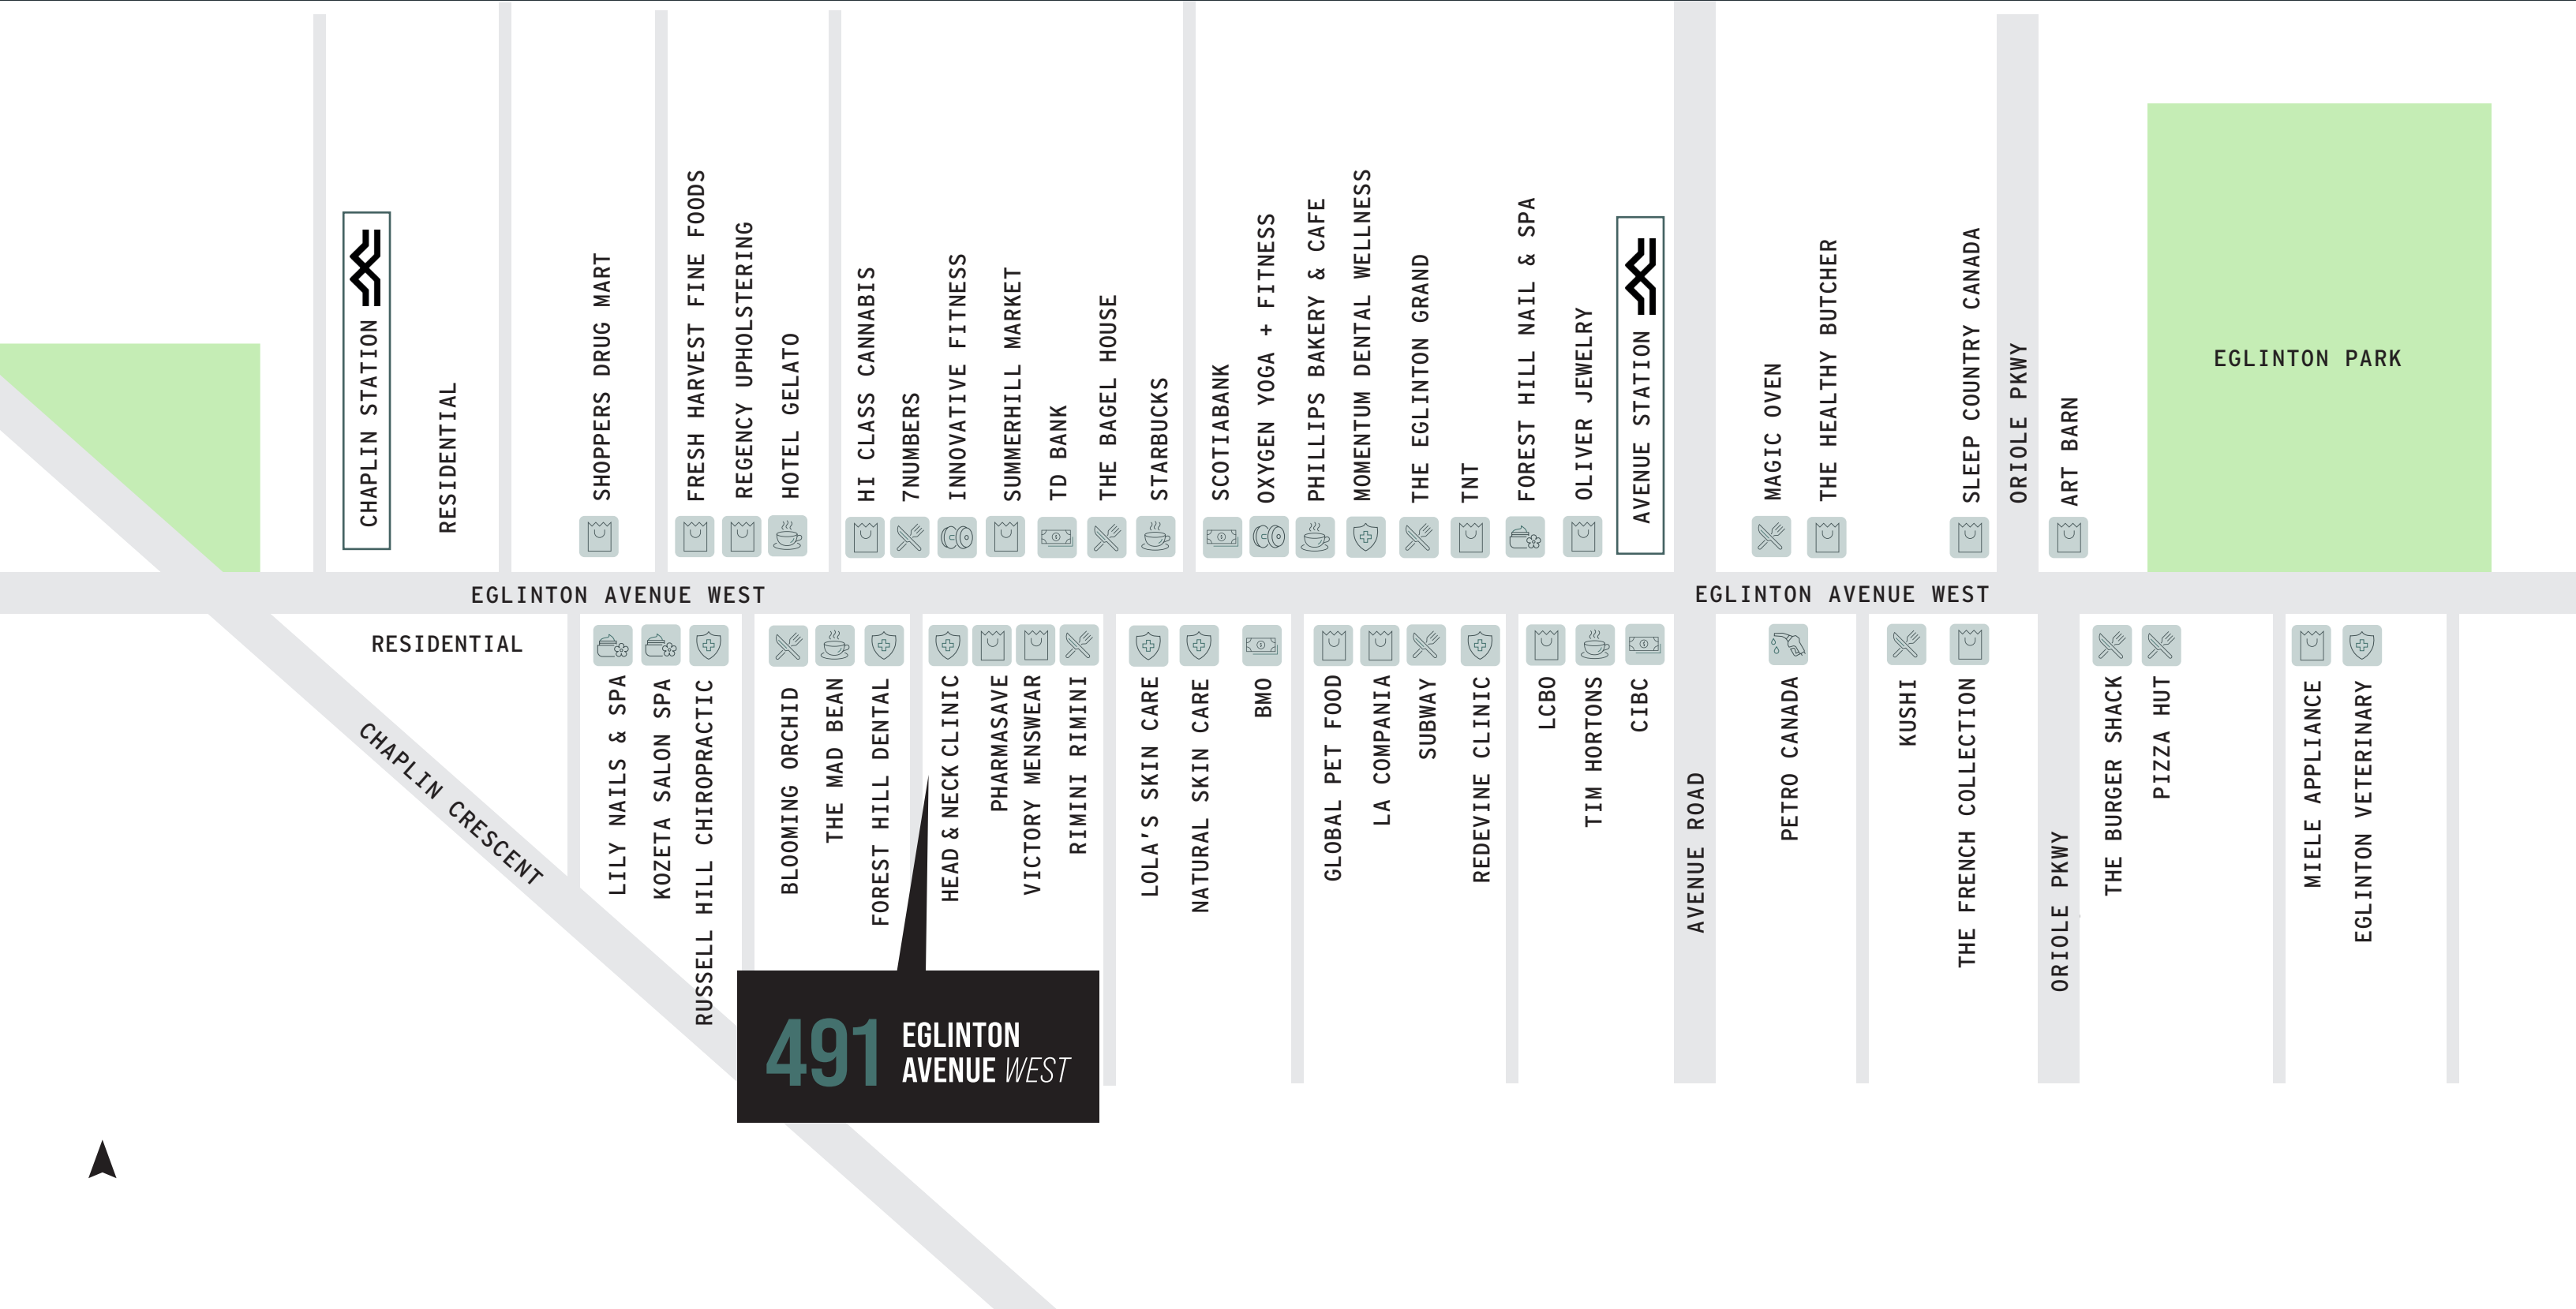 CHAPLIN STATION
RESIDENTIAL
SHOPPERS DRUG MART
FRESH HARVEST FINE FOODS
REGENCY UPHOLSTERING
HOTEL GELATO
HI CLASS CANNABIS
7NUMBERS
INNOVATIVE FITNESS
SUMMERHILL MARKET
TD BANK
THE BAGEL HOUSE
STARBUCKS
SCOTIABANK
OXYGEN YOGA + FITNESS
PHILLIPS BAKERY & CAFE
MOMENTUM DENTAL WELLNESS
THE EGLINTON GRAND
TNT
FOREST HILL NAIL & SPA
OLIVER JEWELRY
AVENUE STATION
MAGIC OVEN
THE HEALTHY BUTCHER
SLEEP COUNTRY CANADA
ORIOLE PKWY
ART BARN
EGLINTON PARK
EGLINTON AVENUE WEST
EGLINTON AVENUE WEST
RESIDENTIAL
CHAPLIN CRESCENT
LILY NAILS & SPA
KOZETA SALON SPA
RUSSELL HILL CHIROPRACTIC
BLOOMING ORCHID
THE MAD BEAN
FOREST HILL DENTAL
HEAD & NECK CLINIC
PHARMASAVE
VICTORY MENSWEAR
RIMINI RIMINI
LOLA'S SKIN CARE
NATURAL SKIN CARE
BMO
GLOBAL PET FOOD
LA COMPANIA
SUBWAY
REDEVINE CLINIC
LCBO
TIM HORTONS
CIBC
AVENUE ROAD
PETRO CANADA
KUSHI
THE FRENCH COLLECTION
ORIOLE PKWY
THE BURGER SHACK
PIZZA HUT
MIELE APPLIANCE
EGLINTON VETERINARY
491 EGLINTON
AVENUE WEST